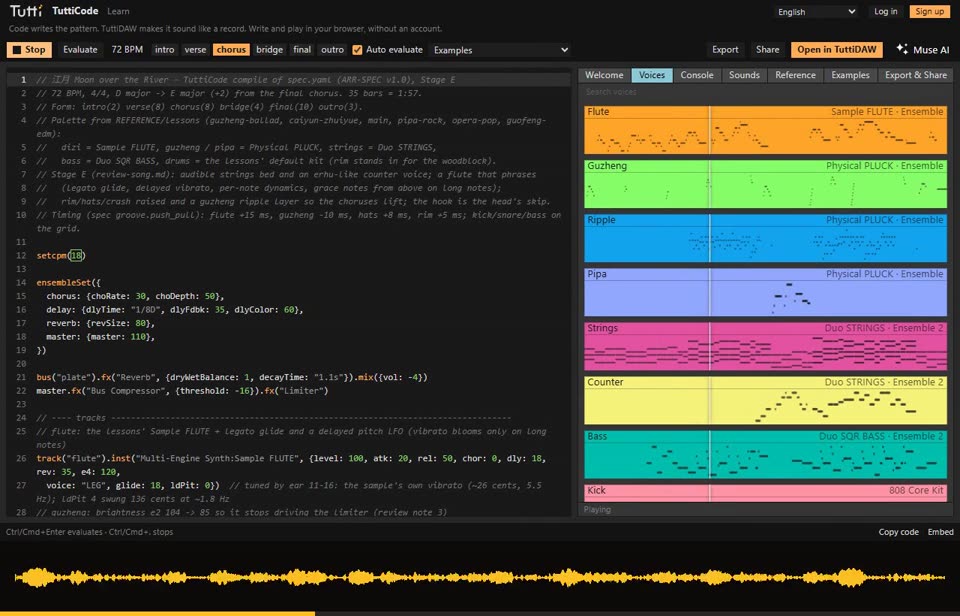 Tutti TuttiCode Learn English Log in Sign up
Code writes the pattern. TuttiDAW makes it sound like a record. Write and play in your browser, without an account.
Stop Evaluate 72 BPM intro verse chorus bridge final outro Auto evaluate Examples Export Share Open in TuttiDAW Muse AI
1 // 江月 Moon over the River — TuttiCode compile of spec.yaml (ARR-SPEC v1.0), Stage E
2 // 72 BPM, 4/4, D major -> E major (+2) from the final chorus. 35 bars = 1:57.
3 // Form: intro(2) verse(8) chorus(8) bridge(4) final(10) outro(3).
4 // Palette from REFERENCE/lessons (guzheng-ballad, caiyun-zhuiyue, main, pipa-rock, opera-pop, guofeng-
edm):
5 // dizi = Sample FLUTE, guzheng / pipa = Physical PLUCK, strings = Duo STRINGS,
6 // bass = Duo SQR BASS, drums = the lessons' default kit (rim stands in for the woodblock).
7 // Stage E (review-song.md): audible strings bed and an erhu-like counter voice; a flute that phrases
8 // (legato glide, delayed vibrato, per-note dynamics, grace notes from above on long notes);
9 // rim/hats/crash raised and a guzheng ripple layer so the choruses lift; the hook is the head's skip.
10 // Timing (spec groove.push_pull): flute +15 ms, guzheng -10 ms, hats +8 ms, rim +5 ms; kick/snare/bass on
the grid.
11
12 setcpm(18)
13
14 ensembleSet({
15 chorus: {choRate: 30, choDepth: 50},
16 delay: {dlyTime: "1/8D", dlyFdbk: 35, dlyColor: 60},
17 reverb: {revSize: 80},
18 master: {master: 110},
19 })
20
21 bus("plate").fx("Reverb", {dryWetBalance: 1, decayTime: "1.1s"}).mix({vol: -4})
22 master.fx("Bus Compressor", {threshold: -16}).fx("Limiter")
23
24 // ---- tracks ----------------------------------------------------------------------------------
25 // flute: the lessons' Sample FLUTE + legato glide and a delayed pitch LFO (vibrato blooms only on long
notes)
26 track("flute").inst("Multi-Engine Synth:Sample FLUTE", {level: 100, atk: 20, rel: 50, chor: 0, dly: 18,
rev: 35, e4: 120,
27 voice: "LEG", glide: 18, ldPit: 0}) // tuned by ear 11-16: the sample's own vibrato (~26 cents, 5.5
Hz); ldPit 4 swung 136 cents at ~1.8 Hz
28 // guzheng: brightness e2 104 -> 85 so it stops driving the limiter (review note 3)
Welcome Voices Console Sounds Reference Examples Export & Share
Search voices
Flute Sample FLUTE · Ensemble
Guzheng Physical PLUCK · Ensemble
Ripple Physical PLUCK · Ensemble
Pipa Physical PLUCK · Ensemble
Strings Duo STRINGS · Ensemble 2
Counter Duo STRINGS · Ensemble 2
Bass Duo SQR BASS · Ensemble 2
Kick 808 Core Kit
Playing
Ctrl/Cmd+Enter evaluates · Ctrl/Cmd+. stops Copy code Embed